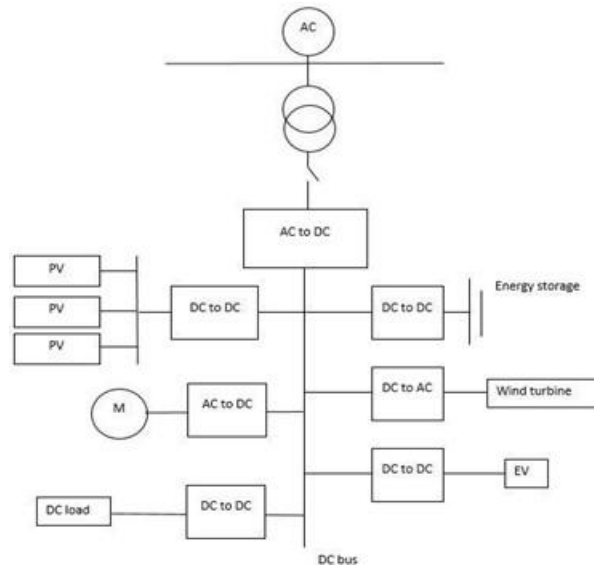 AC
AC to DC
PV
PV
PV
DC to DC
DC to DC
Energy storage
M
AC to DC
DC to AC
Wind turbine
DC to DC
EV
DC load
DC to DC
DC bus